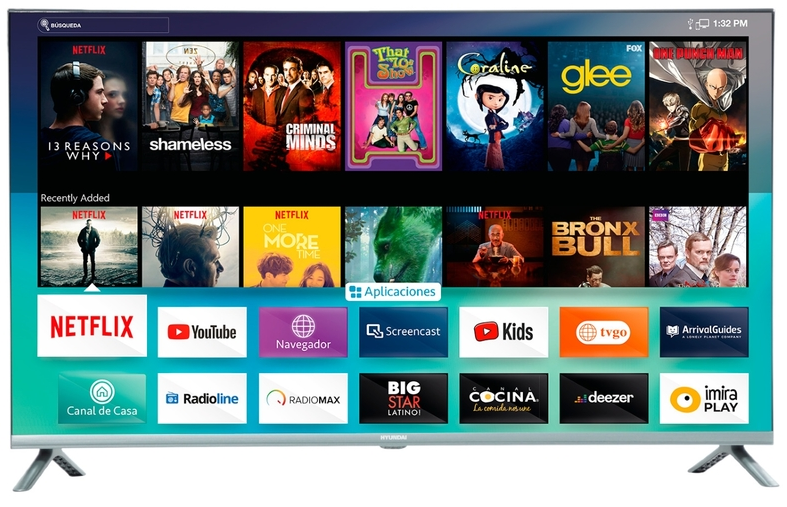 BÚSQUEDA
1:32 PM
NETFLIX
13 REASONS
WHY
shameless
CRIMINAL
MINDS
That
'70s
Show
Coraline
FOX
glee
ONE PUNCH MAN
Recently Added
NETFLIX
NETFLIX
NETFLIX
ONE
MORE
TIME
NETFLIX
THE
BRONX
BULL
BBC
Aplicaciones
NETFLIX
YouTube
Navegador
Screencast
Kids
tvgo
ArrivalGuides
A LONELY PLANET COMPANY
Canal de Casa
Radioline
RADIOMAX
BIG
STAR
LATINO!
CANAL
COCINA
La comida nos une
deezer
imira
PLAY
HYUNDAI